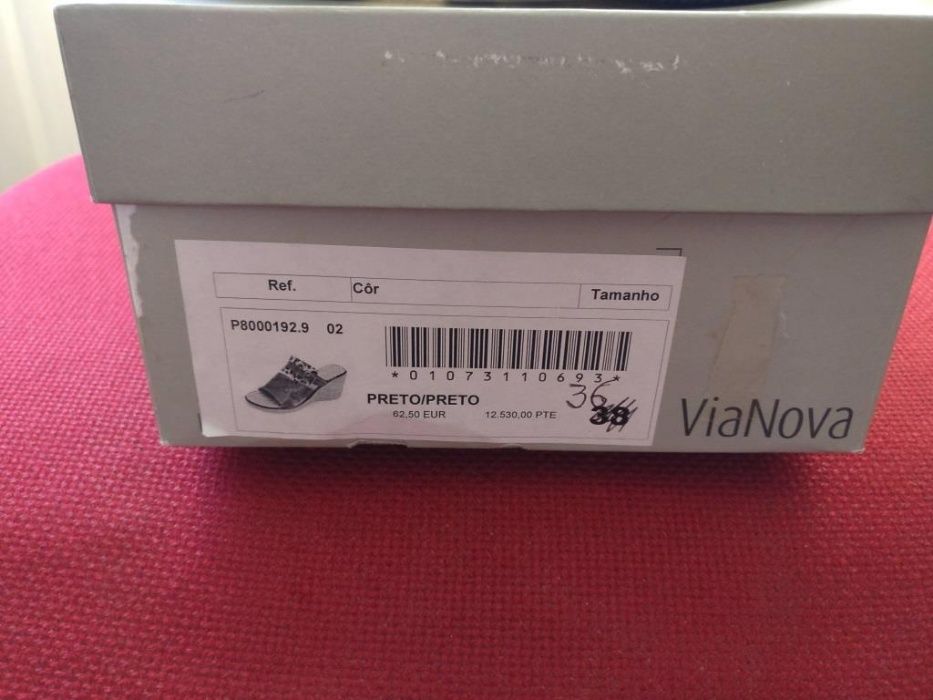 Ref. Côr Tamanho
P8000192.9 02
*01073110693*
PRETO/PRETO 36
62,50 EUR 12.530,00 PTE 38
ViaNova